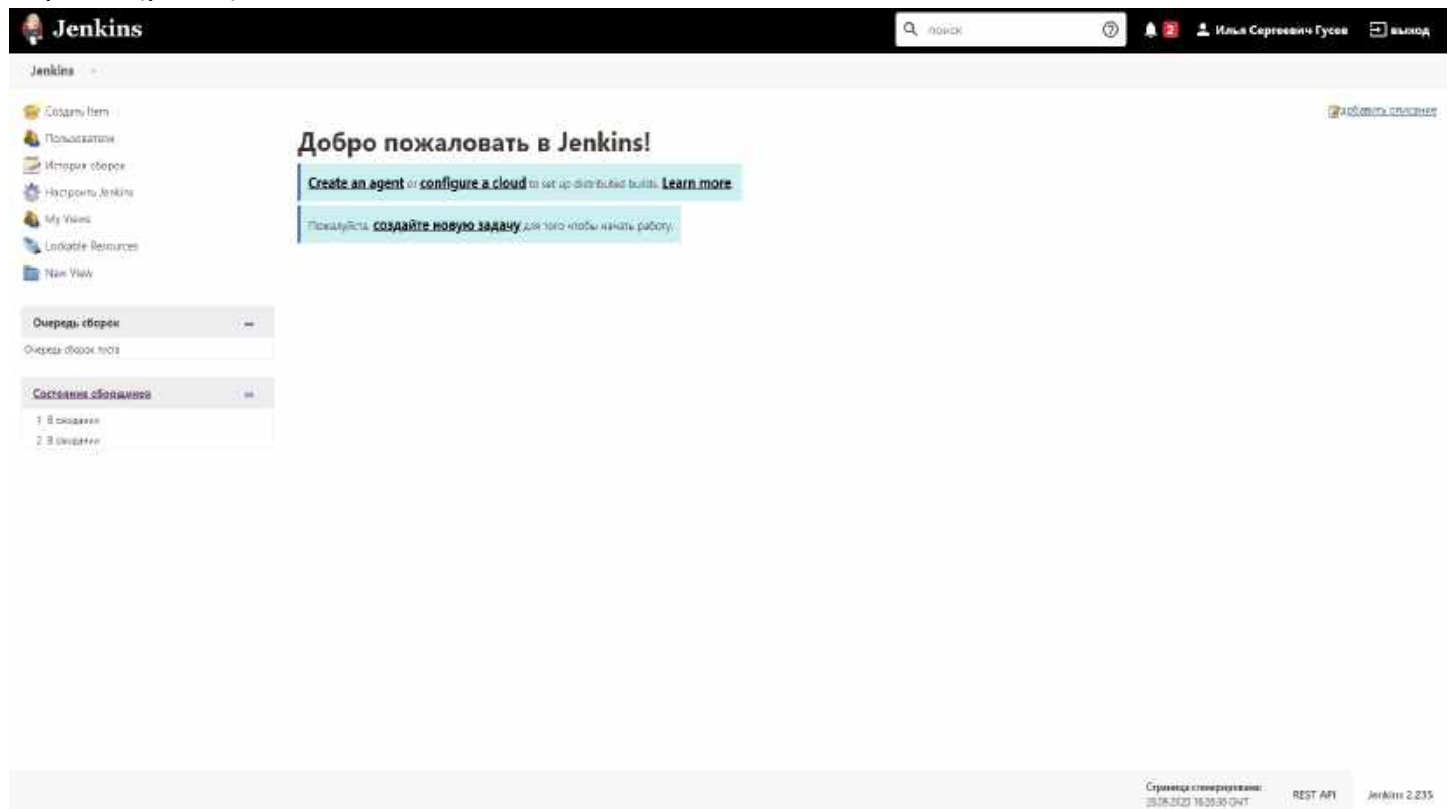 Jenkins
поиск
2
Илья Сергеевич Гусев
выход
Jenkins
Создать Item
Пользователи
История сборок
Настроить Jenkins
My Views
Lockable Resources
New View
Очередь сборок
Очередь сборок пуста
Состояние сборщиков
1 В ожидании
2 В ожидании
добавить описание
Добро пожаловать в Jenkins!
Create an agent or configure a cloud to set up distributed builds. Learn more.
Пожалуйста, создайте новую задачу для того чтобы начать работу.
Страница сгенерирована:
REST API
Jenkins 2.235